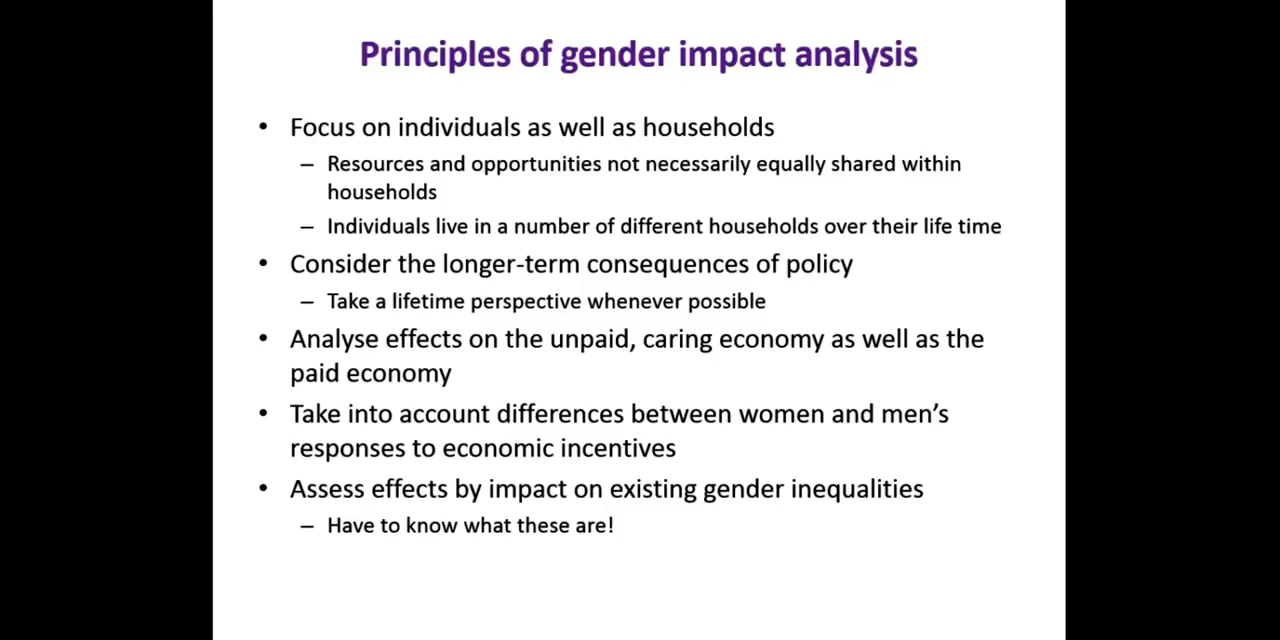 Principles of gender impact analysis
• Focus on individuals as well as households
– Resources and opportunities not necessarily equally shared within
households
– Individuals live in a number of different households over their life time
• Consider the longer-term consequences of policy
– Take a lifetime perspective whenever possible
• Analyse effects on the unpaid, caring economy as well as the
paid economy
• Take into account differences between women and men’s
responses to economic incentives
• Assess effects by impact on existing gender inequalities
– Have to know what these are!